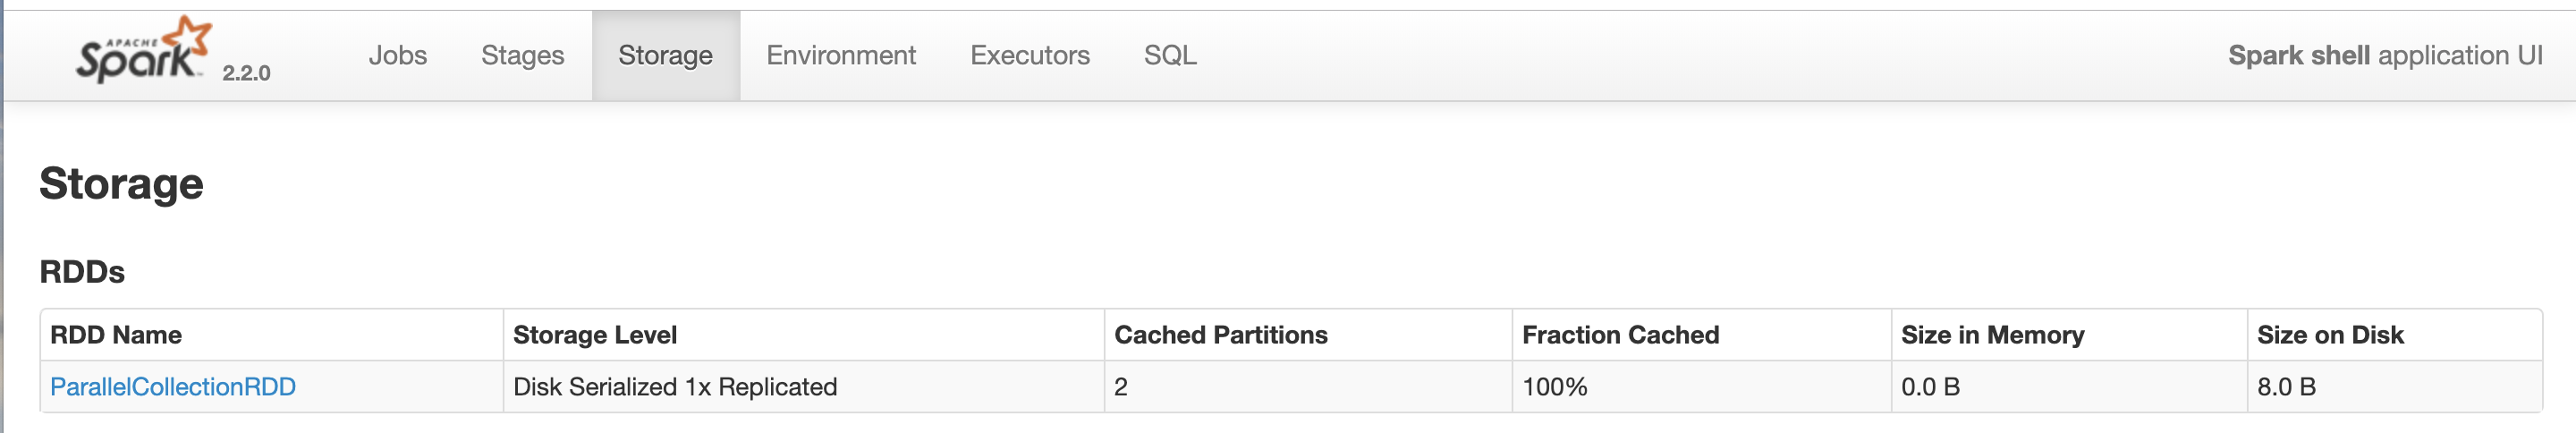 APACHE
Spark™ 2.2.0 Jobs Stages Storage Environment Executors SQL Spark shell application UI
Storage
RDDs
RDD Name Storage Level Cached Partitions Fraction Cached Size in Memory Size on Disk
ParallelCollectionRDD Disk Serialized 1x Replicated 2 100% 0.0 B 8.0 B